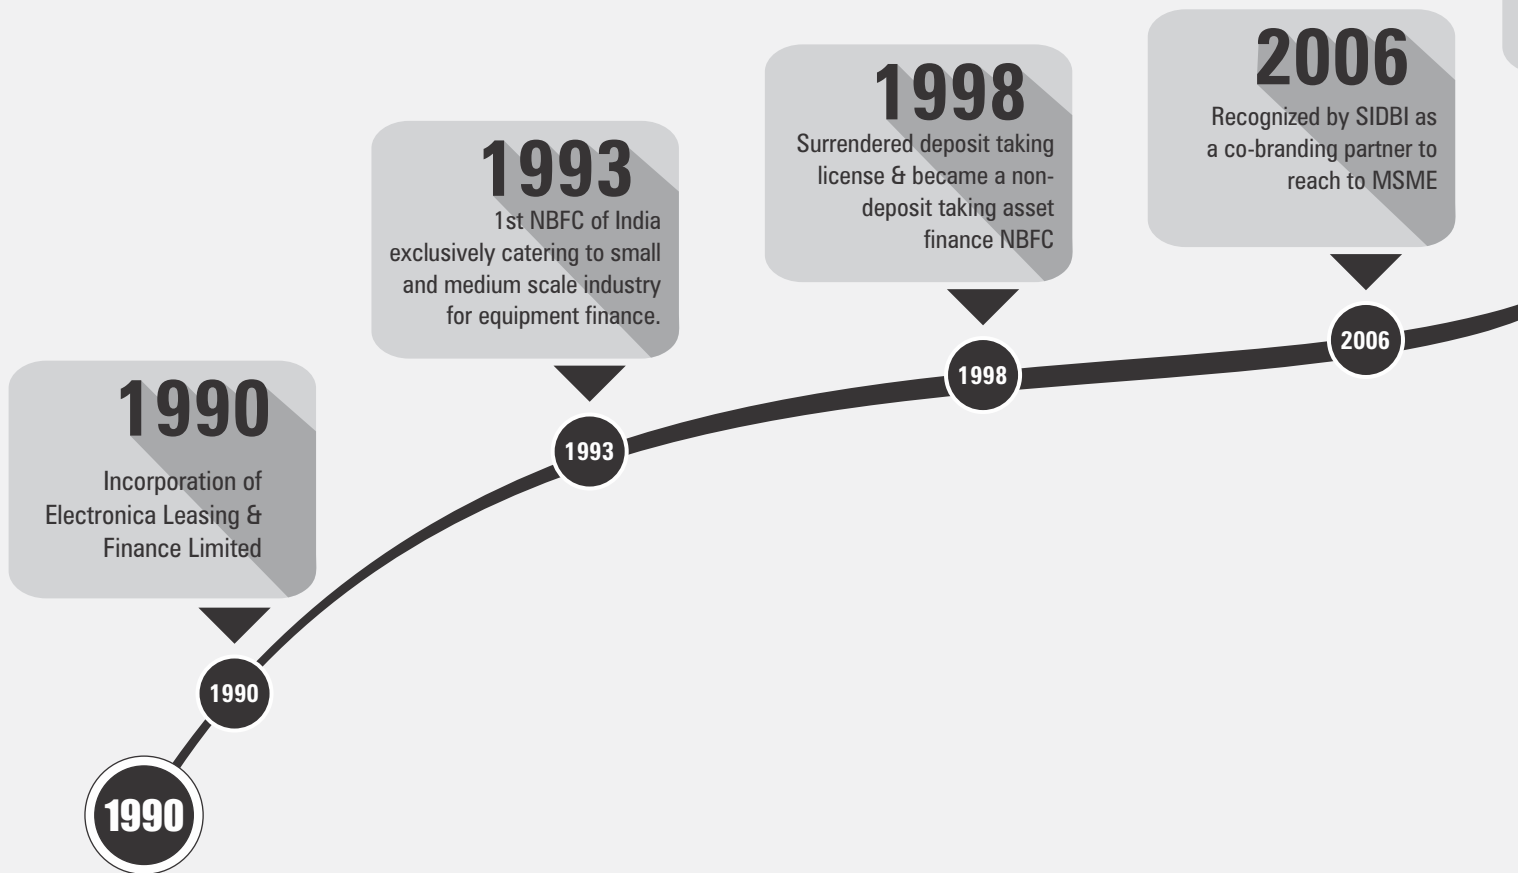 1990
Incorporation of
Electronica Leasing &
Finance Limited
1990
1990
1993
1st NBFC of India
exclusively catering to small
and medium scale industry
for equipment finance.
1993
1998
Surrendered deposit taking
license & became a non-
deposit taking asset
finance NBFC
1998
2006
Recognized by SIDBI as
a co-branding partner to
reach to MSME
2006